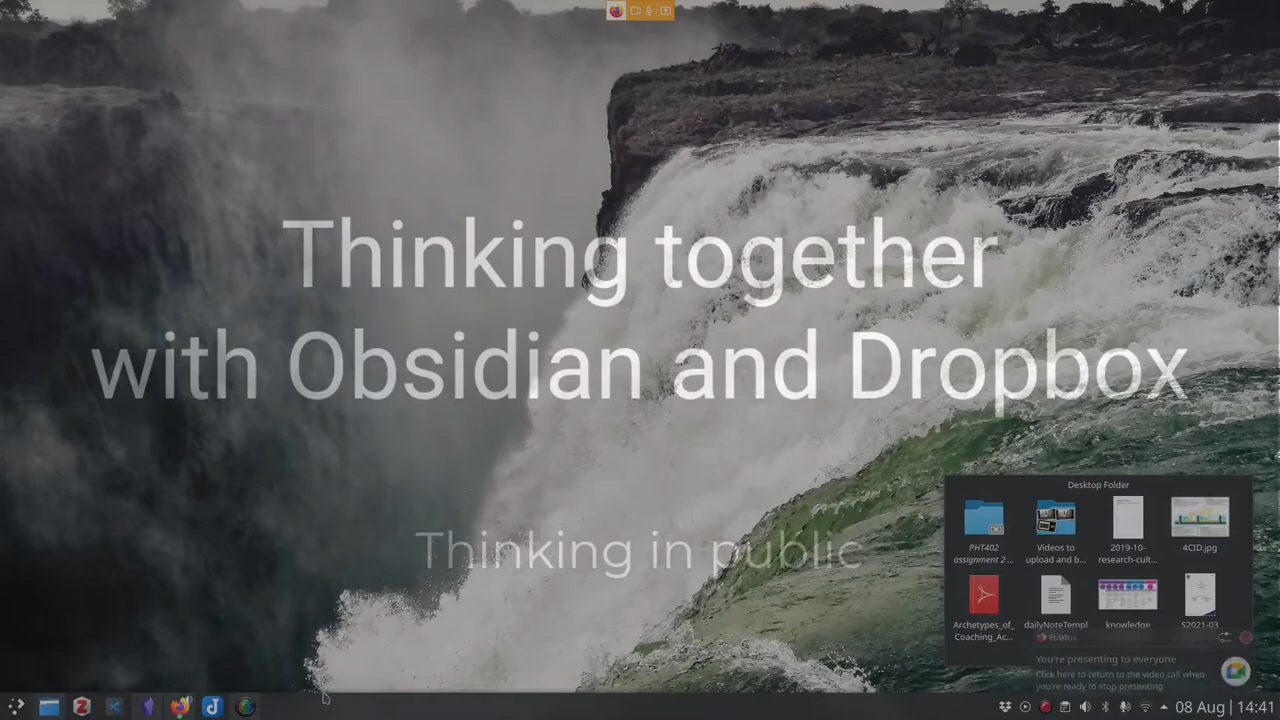 Thinking together
with Obsidian and Dropbox
Thinking in public
Desktop Folder
PHT402
assignment 2 ...
Videos to
upload and b...
2019-10-
research-cult...
4CID.jpg
Archetypes_of_
Coaching_Ac...
dailyNoteTempl
knowledge
S2021-03
You're presenting to everyone
Click here to return to the video call when
you're ready to stop presenting
08 Aug | 14:41